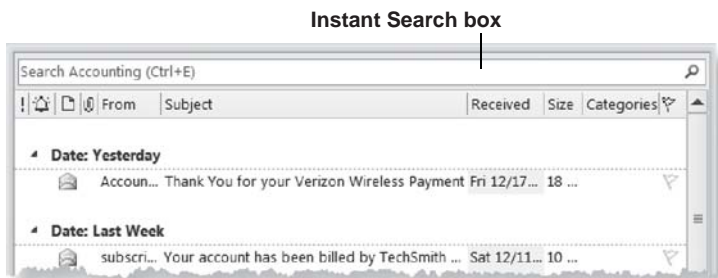 Instant Search box
Search Accounting (Ctrl+E)
! From Subject Received Size Categories
Date: Yesterday
Accoun... Thank You for your Verizon Wireless Payment Fri 12/17... 18 ...
Date: Last Week
subscri... Your account has been billed by TechSmith ... Sat 12/11... 10 ...